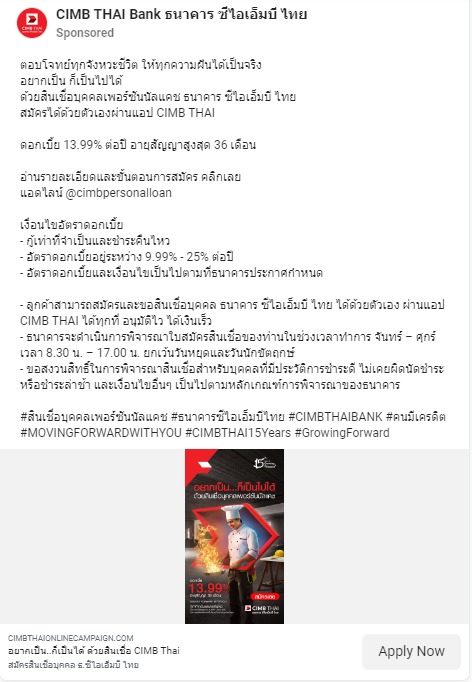 CIMB THAI Bank ธนาคาร ซีไอเอ็มบี ไทย
Sponsored
ตอบโจทย์ทุกจังหวะชีวิต ให้ทุกความฝันได้เป็นจริง
อยากเป็น ก็เป็นไปได้
ด้วยสินเชื่อบุคคลเพอร์ซันนัลแคช ธนาคาร ซีไอเอ็มบี ไทย
สมัครได้ด้วยตัวเองผ่านแอป CIMB THAI
ดอกเบี้ย 13.99% ต่อปี อายุสัญญาสูงสุด 36 เดือน
อ่านรายละเอียดและขั้นตอนการสมัคร คลิกเลย
แอดไลน์ @cimbpersonalloan
เงื่อนไขอัตราดอกเบี้ย
- กู้เท่าที่จำเป็นและชำระคืนไหว
- อัตราดอกเบี้ยอยู่ระหว่าง 9.99% - 25% ต่อปี
- อัตราดอกเบี้ยและเงื่อนไขเป็นไปตามที่ธนาคารประกาศกำหนด
- ลูกค้าสามารถสมัครและขอสินเชื่อบุคคล ธนาคาร ซีไอเอ็มบี ไทย ได้ด้วยตัวเอง ผ่านแอป
CIMB THAI ได้ทุกที่ อนุมัติไว ได้เงินเร็ว
- ธนาคารจะดำเนินการพิจารณาใบสมัครสินเชื่อของท่านในช่วงเวลาทำการ จันทร์ – ศุกร์
เวลา 8.30 น. – 17.00 น. ยกเว้นวันหยุดและวันนักขัตฤกษ์
- ขอสงวนสิทธิ์ในการพิจารณาสินเชื่อสำหรับบุคคลที่มีประวัติการชำระดี ไม่เคยผิดนัดชำระ
หรือชำระล่าช้า และเงื่อนไขอื่นๆ เป็นไปตามหลักเกณฑ์การพิจารณาของธนาคาร
#สินเชื่อบุคคลเพอร์ซันนัลแคช #ธนาคารซีไอเอ็มบีไทย #CIMBTHAIBANK #คนมีเครดิต
#MOVINGFORWARDWITHYOU #CIMBTHAI15Years #GrowingForward
อยากเป็น...ก็เป็นไปได้
ด้วยสินเชื่อบุคคลเพอร์ซันนัลแคช
13.99%
สมัครเลย
CIMB THAI
CIMBTHAIONLINECAMPAIGN.COM
อยากเป็น..ก็เป็นได้ ด้วยสินเชื่อ CIMB Thai
สมัครสินเชื่อบุคคล ธ.ซีไอเอ็มบี ไทย
Apply Now